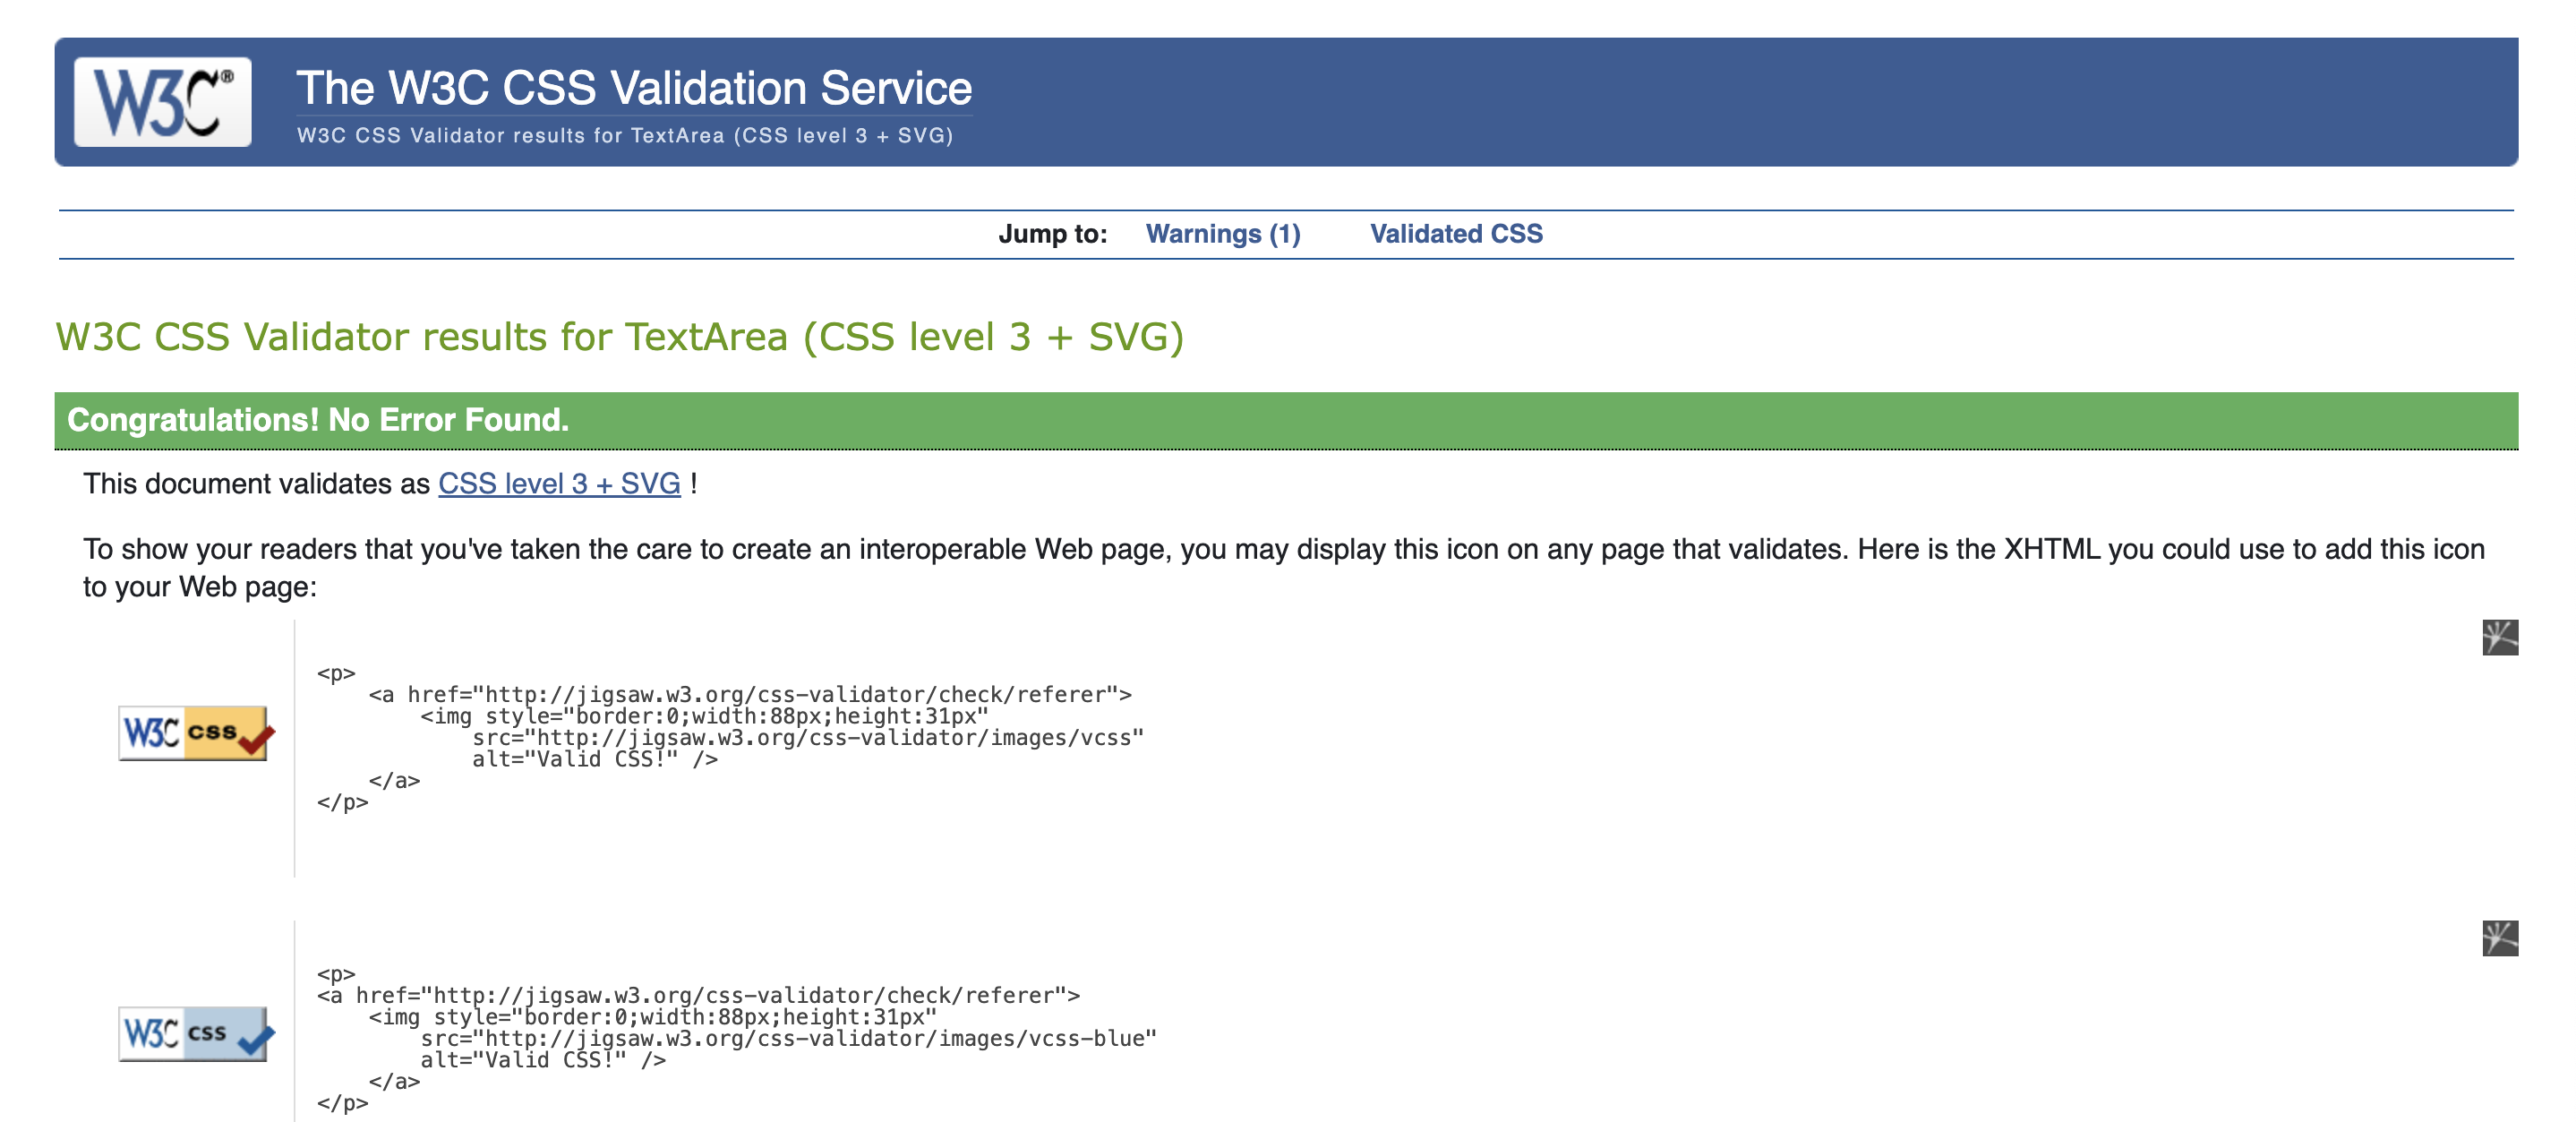 W3C®
The W3C CSS Validation Service
W3C CSS Validator results for TextArea (CSS level 3 + SVG)
Jump to: Warnings (1) Validated CSS
W3C CSS Validator results for TextArea (CSS level 3 + SVG)
Congratulations! No Error Found.
This document validates as CSS level 3 + SVG !
To show your readers that you've taken the care to create an interoperable Web page, you may display this icon on any page that validates. Here is the XHTML you could use to add this icon
to your Web page:
W3C css
<p>
    <a href="http://jigsaw.w3.org/css-validator/check/referer">
        <img style="border:0;width:88px;height:31px"
            src="http://jigsaw.w3.org/css-validator/images/vcss"
            alt="Valid CSS!" />
    </a>
</p>
W3C css
<p>
<a href="http://jigsaw.w3.org/css-validator/check/referer">
    <img style="border:0;width:88px;height:31px"
        src="http://jigsaw.w3.org/css-validator/images/vcss-blue"
        alt="Valid CSS!" />
    </a>
</p>